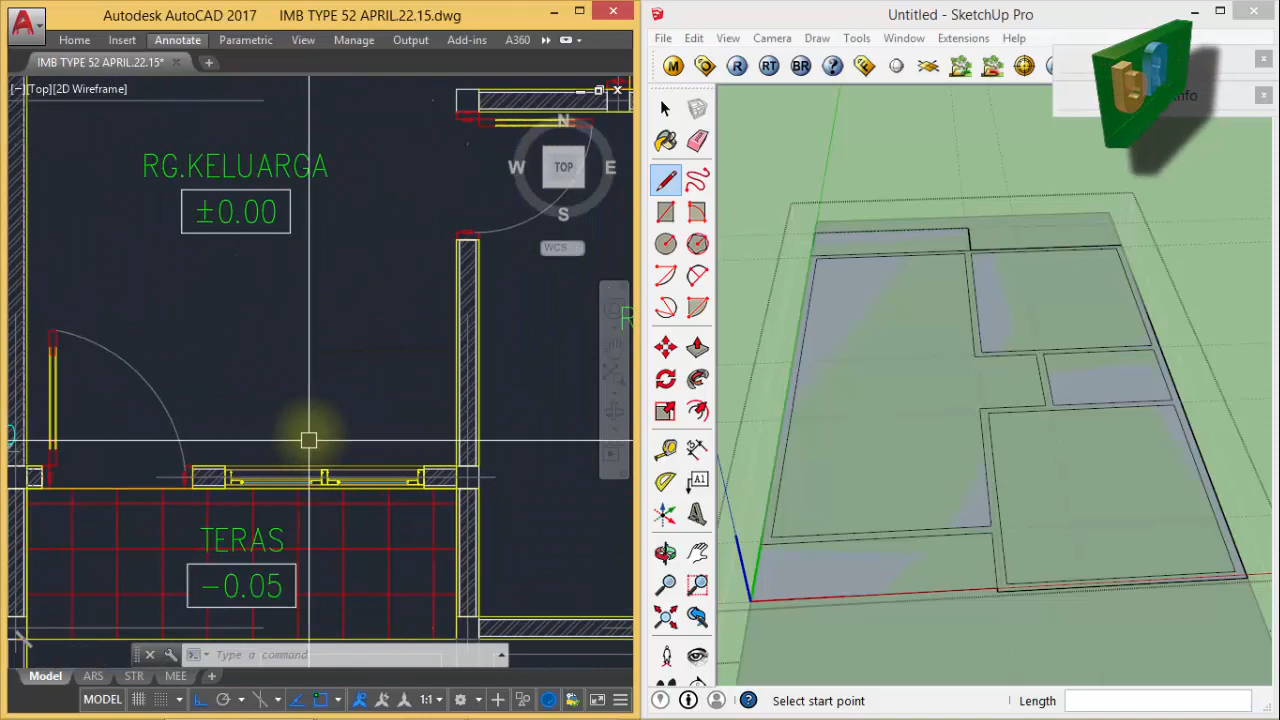 Autodesk AutoCAD 2017 IMB TYPE 52 APRIL.22.15.dwg
Home Insert Annotate Parametric View Manage Output Add-ins A360
IMB TYPE 52 APRIL.22.15*
[−][Top][2D Wireframe]
N
W TOP E
S
WCS
RG.KELUARGA
±0.00
R
TERAS
−0.05
Type a command
Model ARS STR MEE
MODEL 1:1
Untitled - SketchUp Pro
File Edit View Camera Draw Tools Window Extensions Help
M R RT BR ?
nfo
A1
Select start point Length